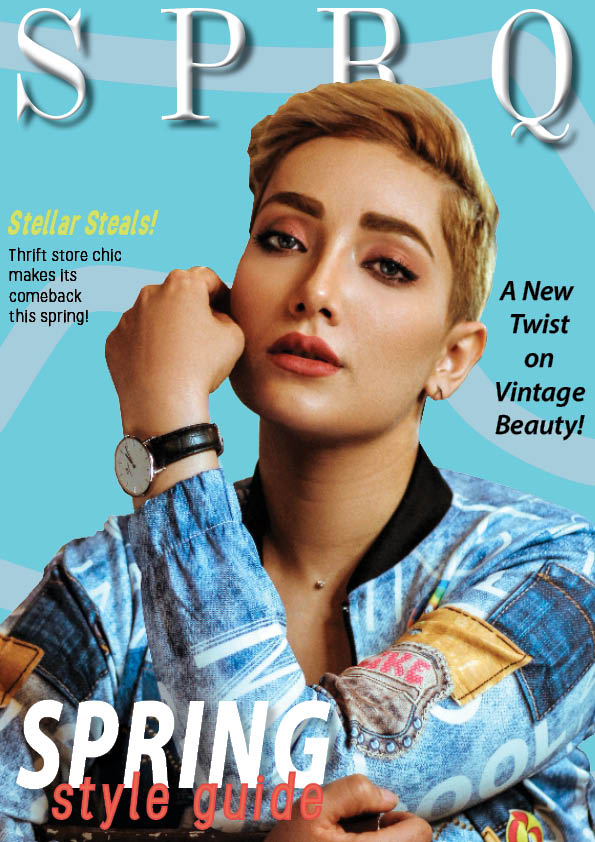 SPRQ
Stellar Steals!
Thrift store chic
makes its
comeback
this spring!
A New
Twist
on
Vintage
Beauty!
SPRING
style guide